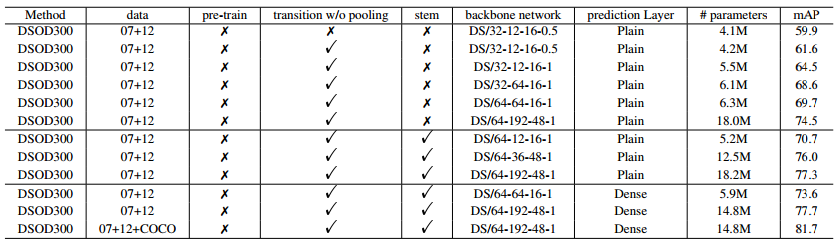 Method data pre-train transition w/o pooling stem backbone network prediction Layer # parameters mAP
DSOD300 07+12 ✗ ✗ ✗ DS/32-12-16-0.5 Plain 4.1M 59.9
DSOD300 07+12 ✗ ✓ ✗ DS/32-12-16-0.5 Plain 4.2M 61.6
DSOD300 07+12 ✗ ✓ ✗ DS/32-12-16-1 Plain 5.5M 64.5
DSOD300 07+12 ✗ ✓ ✗ DS/32-64-16-1 Plain 6.1M 68.6
DSOD300 07+12 ✗ ✓ ✗ DS/64-64-16-1 Plain 6.3M 69.7
DSOD300 07+12 ✗ ✓ ✗ DS/64-192-48-1 Plain 18.0M 74.5
DSOD300 07+12 ✗ ✓ ✓ DS/64-12-16-1 Plain 5.2M 70.7
DSOD300 07+12 ✗ ✓ ✓ DS/64-36-48-1 Plain 12.5M 76.0
DSOD300 07+12 ✗ ✓ ✓ DS/64-192-48-1 Plain 18.2M 77.3
DSOD300 07+12 ✗ ✓ ✓ DS/64-64-16-1 Dense 5.9M 73.6
DSOD300 07+12 ✗ ✓ ✓ DS/64-192-48-1 Dense 14.8M 77.7
DSOD300 07+12+COCO ✗ ✓ ✓ DS/64-192-48-1 Dense 14.8M 81.7